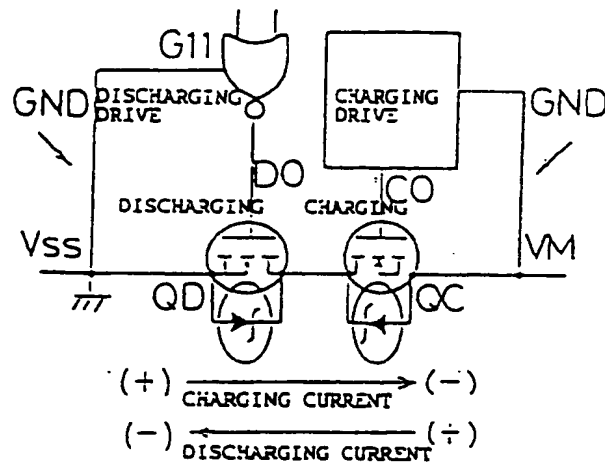 G11
GND DISCHARGING DRIVE
CHARGING DRIVE
GND
DO
CO
DISCHARGING CHARGING
Vss
VM
QD
QC
(+) (-)
CHARGING CURRENT
(-) (÷)
DISCHARGING CURRENT